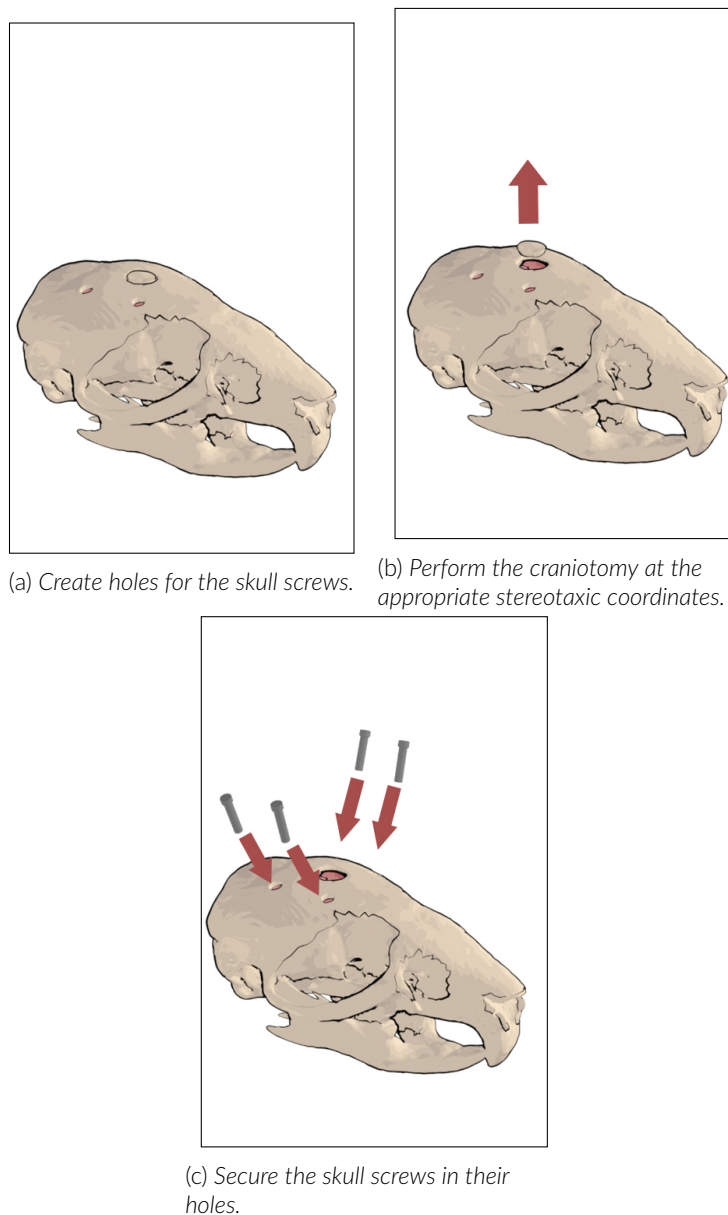 (a) Create holes for the skull screws.
(b) Perform the craniotomy at the
appropriate stereotaxic coordinates.
(c) Secure the skull screws in their
holes.